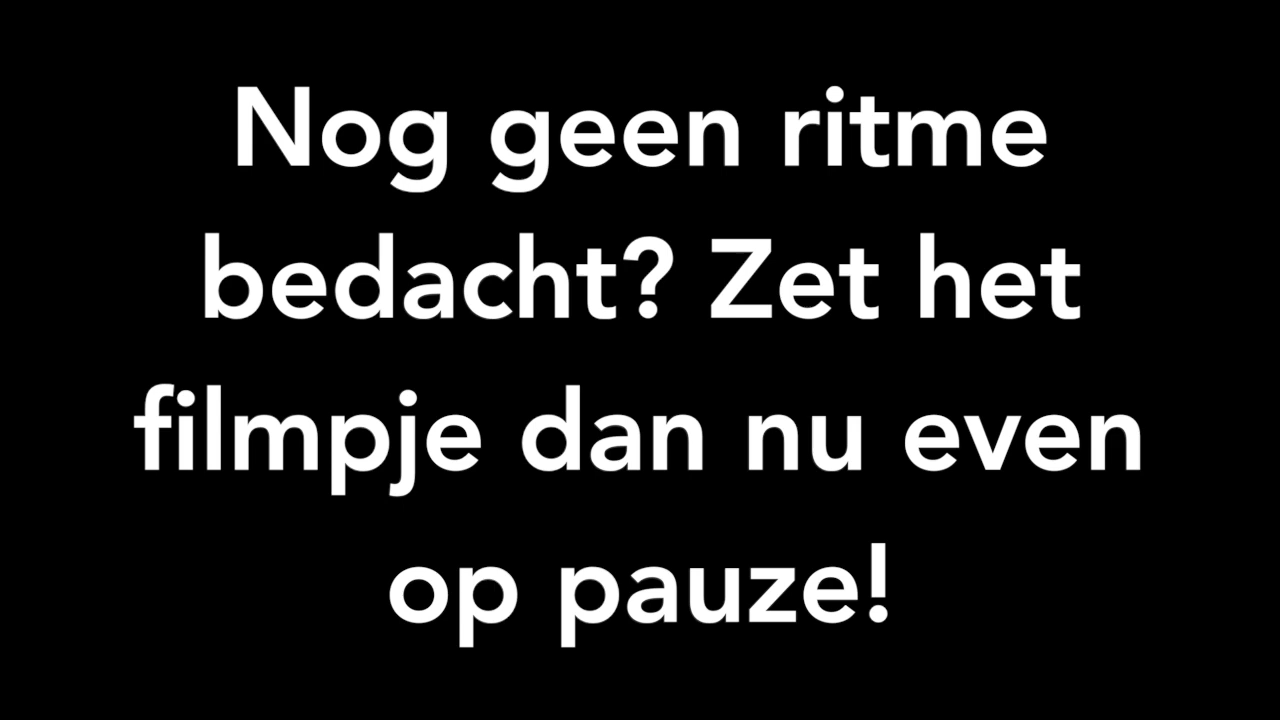 Nog geen ritme
bedacht? Zet het
filmpje dan nu even
op pauze!